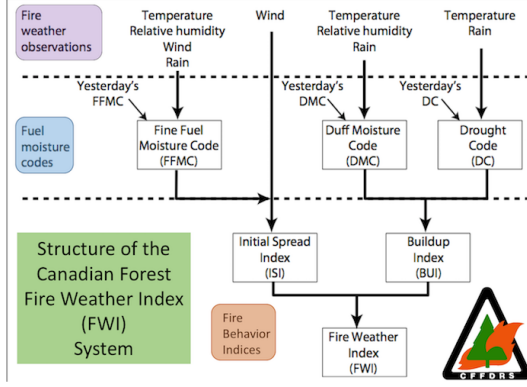 Fire
weather
observations
Temperature
Relative humidity
Wind
Rain
Wind
Temperature
Relative humidity
Rain
Temperature
Rain
Yesterday's
FFMC
Yesterday's
DMC
Yesterday's
DC
Fuel
moisture
codes
Fine Fuel
Moisture Code
(FFMC)
Duff Moisture
Code
(DMC)
Drought
Code
(DC)
Structure of the
Canadian Forest
Fire Weather Index
(FWI)
System
Initial Spread
Index
(ISI)
Buildup
Index
(BUI)
Fire
Behavior
Indices
Fire Weather
Index
(FWI)
CFFDRS